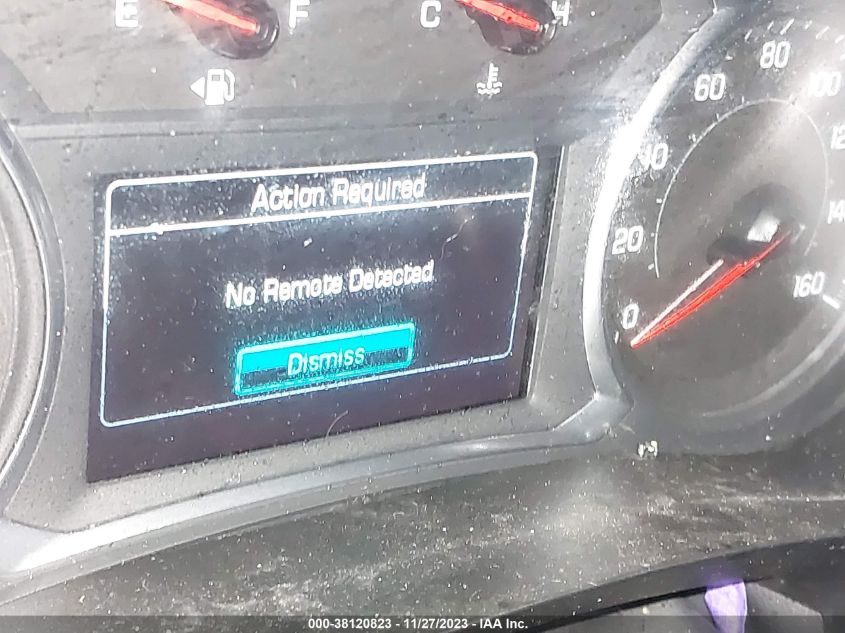 E F C H
Action Required
No Remote Detected
Dismiss
0 20 40 60 80 100 160
000-38120823 - 11/27/2023 - IAA Inc.